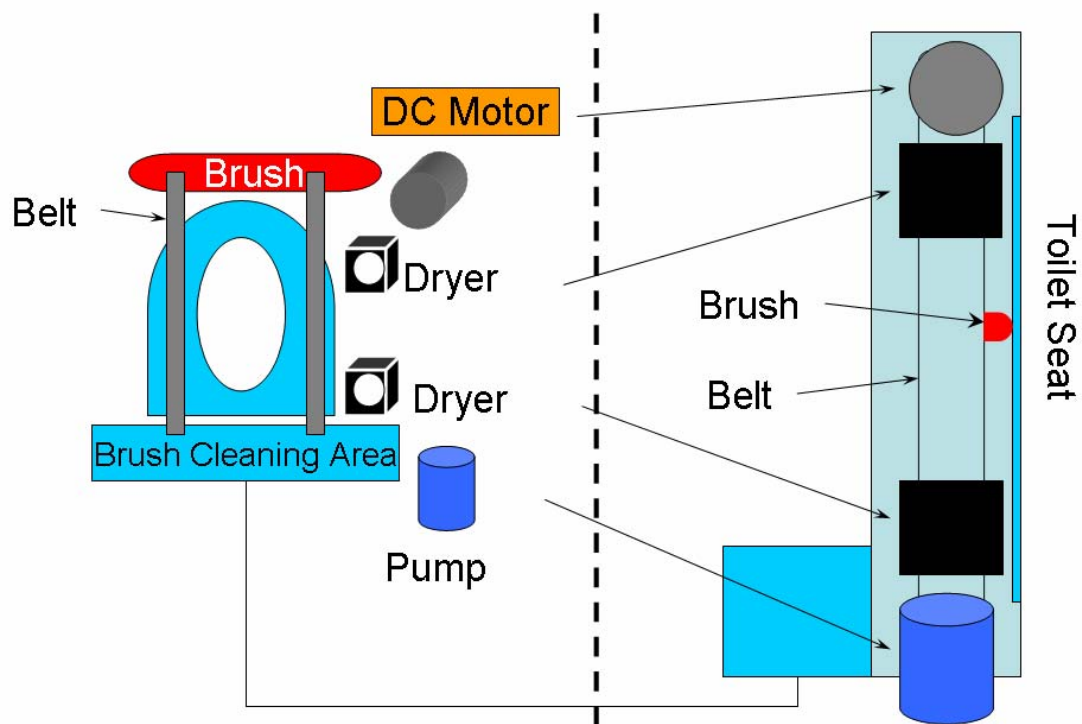 DC Motor
Brush
Belt
Dryer
Dryer
Brush Cleaning Area
Pump
Brush
Belt
Toilet Seat